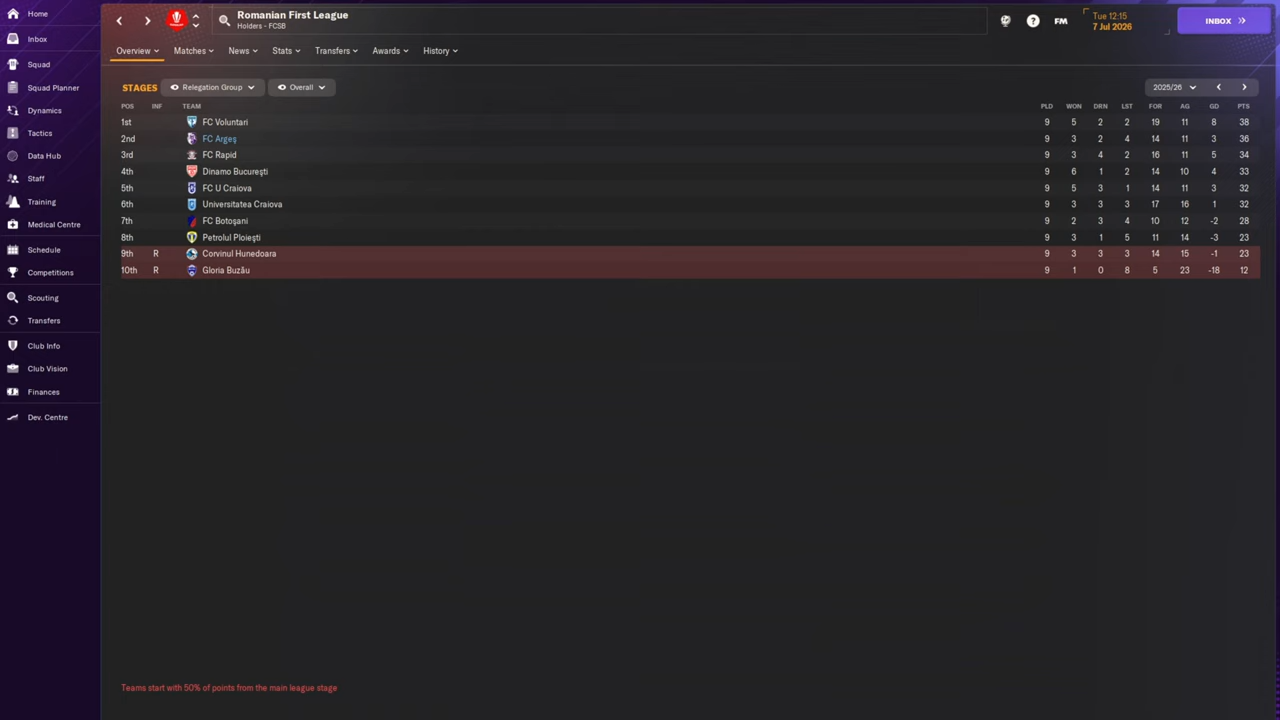 Home
Inbox
Squad
Squad Planner
Dynamics
Tactics
Data Hub
Staff
Training
Medical Centre
Schedule
Competitions
Scouting
Transfers
Club Info
Club Vision
Finances
Dev. Centre
Romanian First League
Holders - FCSB
FM
Tue 12:15
7 Jul 2026
INBOX
Overview Matches News Stats Transfers Awards History
STAGES Relegation Group Overall 2025/26
POS INF TEAM PLD WON DRN LST FOR AG GD PTS
1st FC Voluntari 9 5 2 2 19 11 8 38
2nd FC Argeş 9 3 2 4 14 11 3 36
3rd FC Rapid 9 3 4 2 16 11 5 34
4th Dinamo Bucureşti 9 6 1 2 14 10 4 33
5th FC U Craiova 9 5 3 1 14 11 3 32
6th Universitatea Craiova 9 3 3 3 17 16 1 32
7th FC Botoşani 9 2 3 4 10 12 -2 28
8th Petrolul Ploieşti 9 3 1 5 11 14 -3 23
9th R Corvinul Hunedoara 9 3 3 3 14 15 -1 23
10th R Gloria Buzău 9 1 0 8 5 23 -18 12
Teams start with 50% of points from the main league stage